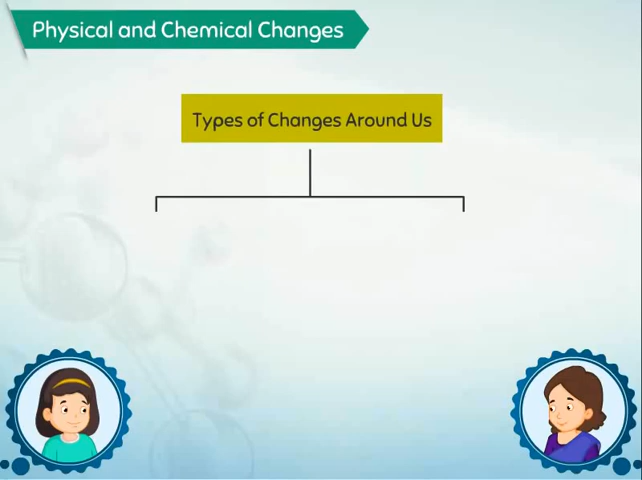 Physical and Chemical Changes
Types of Changes Around Us